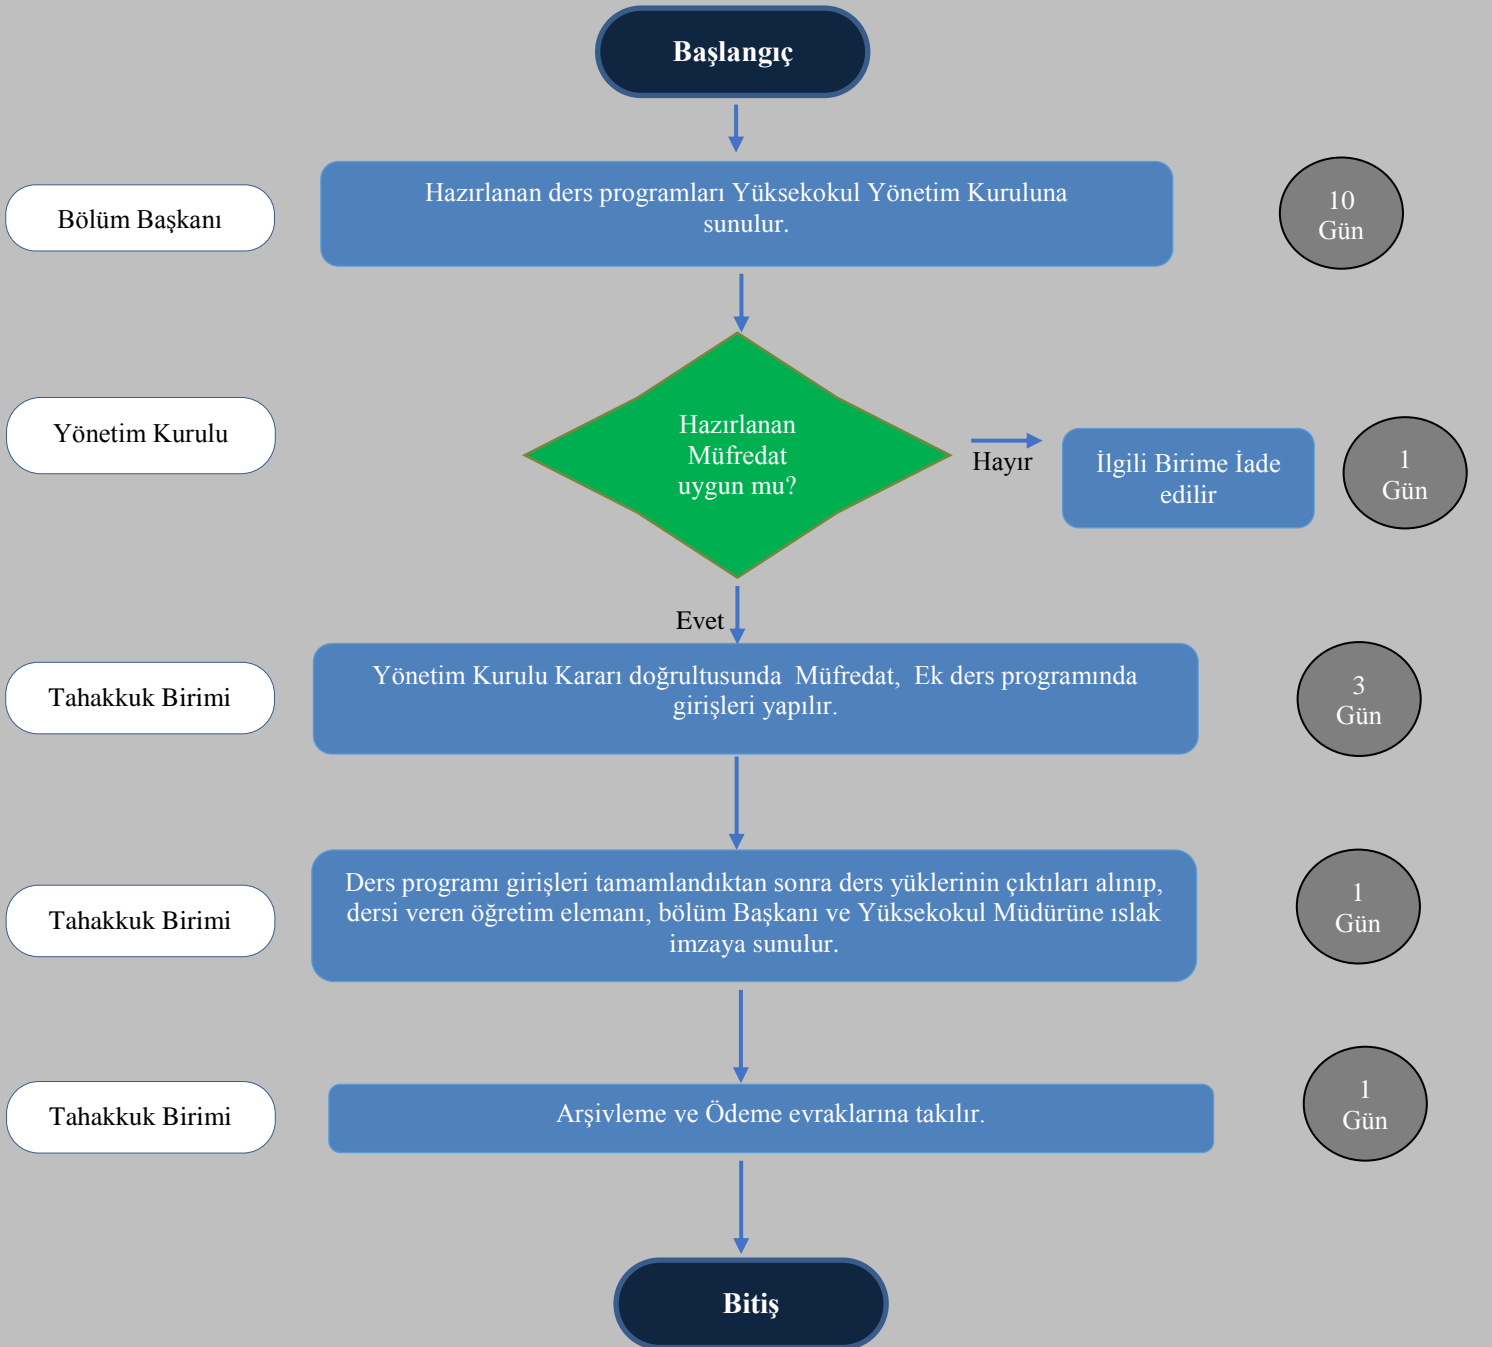 Başlangıç
Bölüm Başkanı
Hazırlanan ders programları Yüksekokul Yönetim Kuruluna
sunulur.
10
Gün
Yönetim Kurulu
Hazırlanan
Müfredat
uygun mu?
Hayır
İlgili Birime İade
edilir
1
Gün
Evet
Tahakkuk Birimi
Yönetim Kurulu Kararı doğrultusunda  Müfredat,  Ek ders programında
girişleri yapılır.
3
Gün
Tahakkuk Birimi
Ders programı girişleri tamamlandıktan sonra ders yüklerinin çıktıları alınıp,
dersi veren öğretim elemanı, bölüm Başkanı ve Yüksekokul Müdürüne ıslak
imzaya sunulur.
1
Gün
Tahakkuk Birimi
Arşivleme ve Ödeme evraklarına takılır.
1
Gün
Bitiş